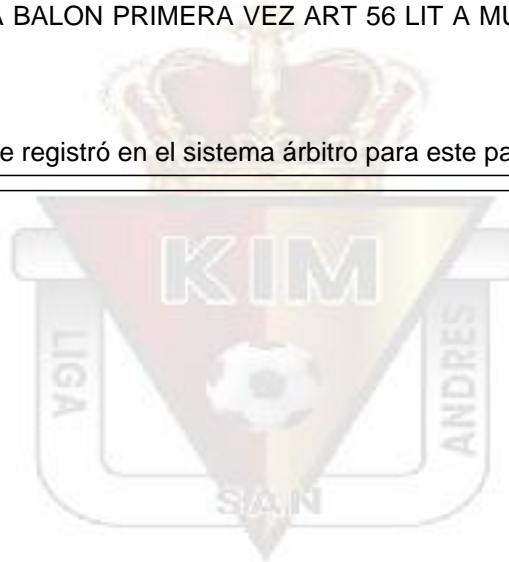 A BALON PRIMERA VEZ ART 56 LIT A MU
e registró en el sistema árbitro para este pa
KIM
LIGA
ANDRES
SAN